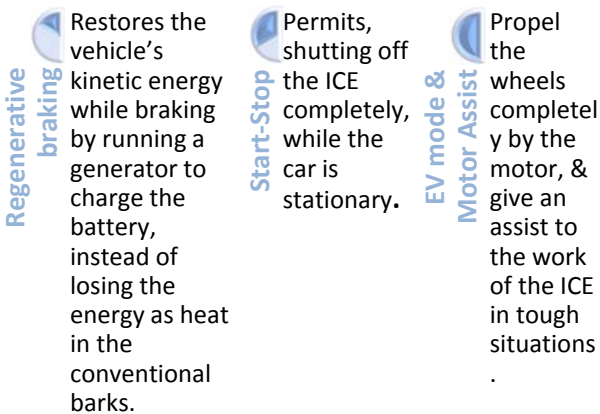 Regenerative
braking
Restores the
vehicle's
kinetic energy
while braking
by running a
generator to
charge the
battery,
instead of
losing the
energy as heat
in the
conventional
barks.
Start-Stop
Permits,
shutting off
the ICE
completely,
while the
car is
stationary.
EV mode &
Motor Assist
Propel
the
wheels
completel
y by the
motor, &
give an
assist to
the work
of the ICE
in tough
situations
.